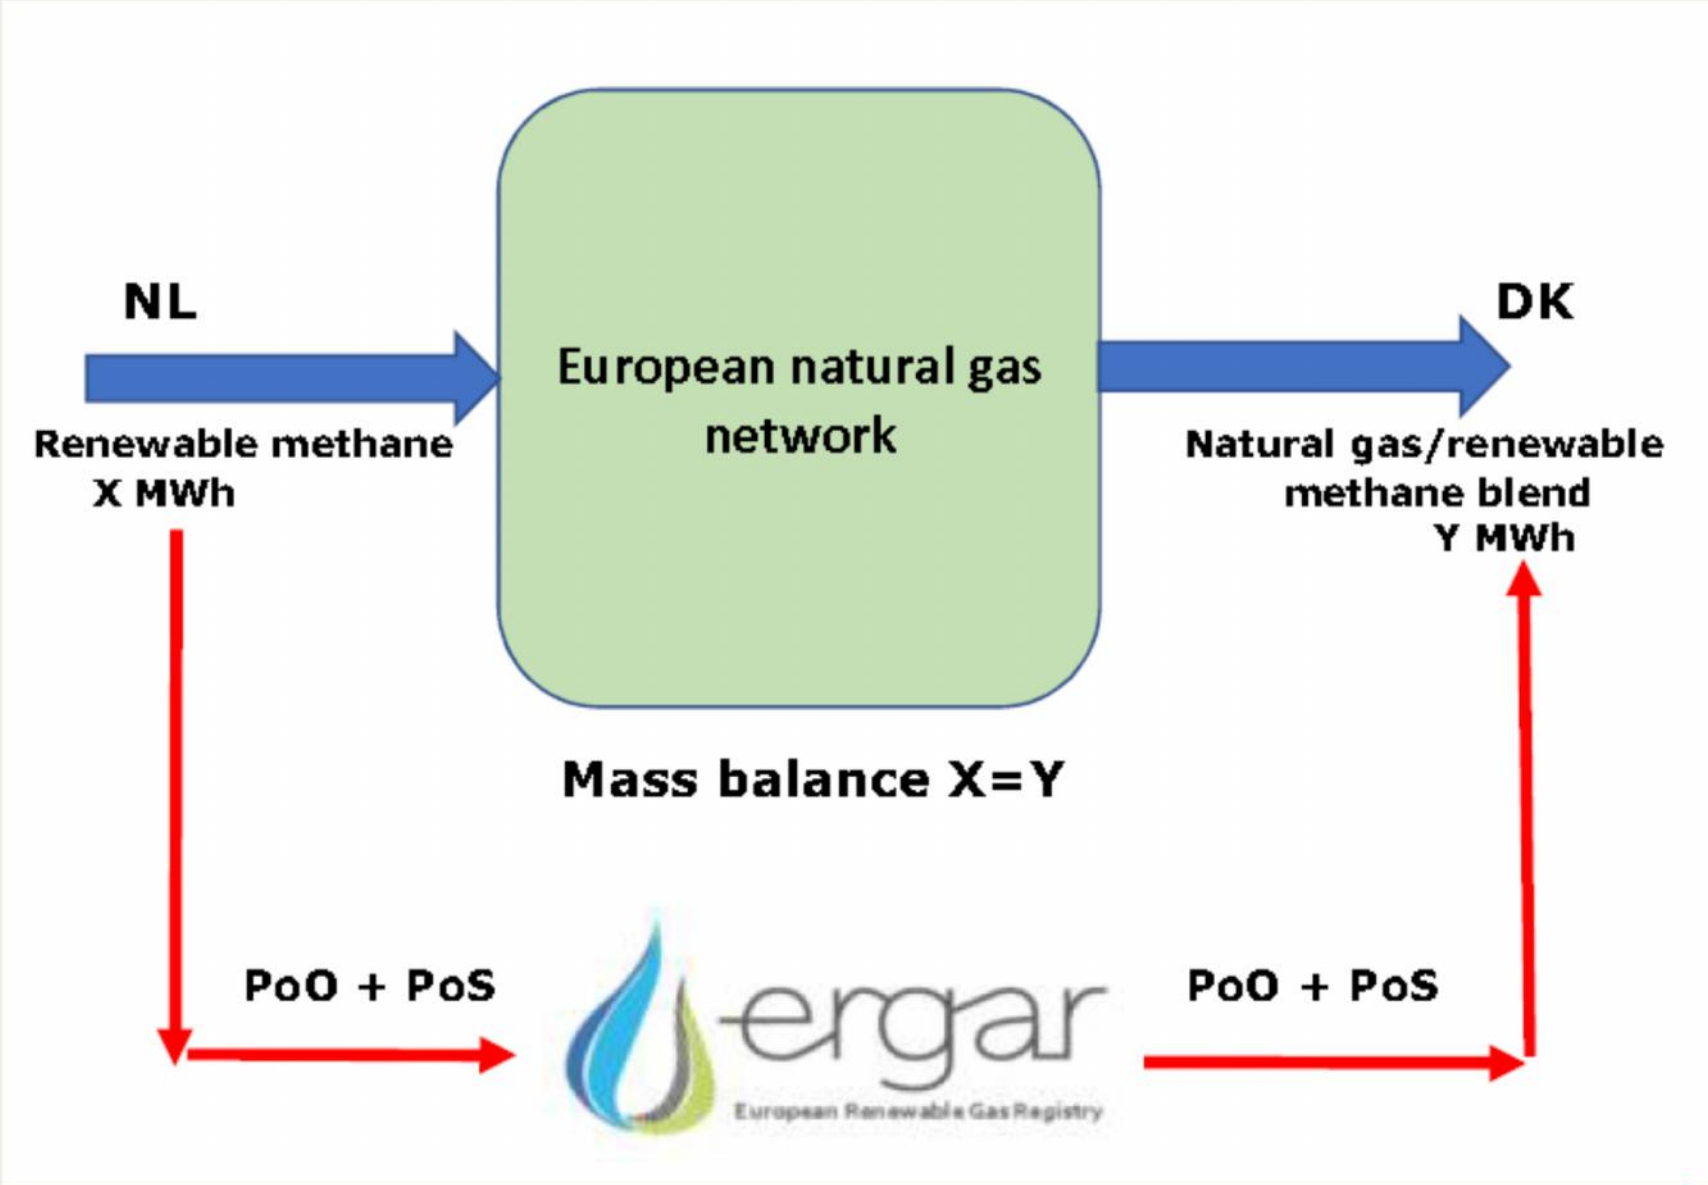 NL
DK
European natural gas
network
Renewable methane
X MWh
Natural gas/renewable
methane blend
Y MWh
Mass balance X=Y
PoO + PoS
PoO + PoS
ergar
European Renewable Gas Registry